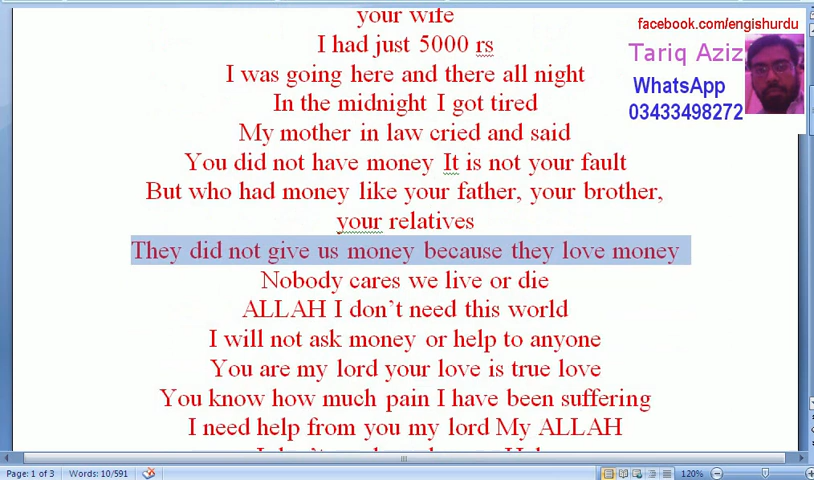 your wife
I had just 5000 rs
I was going here and there all night
In the midnight I got tired
My mother in law cried and said
You did not have money It is not your fault
But who had money like your father, your brother,
your relatives
They did not give us money because they love money
Nobody cares we live or die
ALLAH I don't need this world
I will not ask money or help to anyone
You are my lord your love is true love
You know how much pain I have been suffering
I need help from you my lord My ALLAH
facebook.com/engishurdu
Tariq Aziz
WhatsApp
03433498272
Page: 1 of 3
Words: 10/591
120%